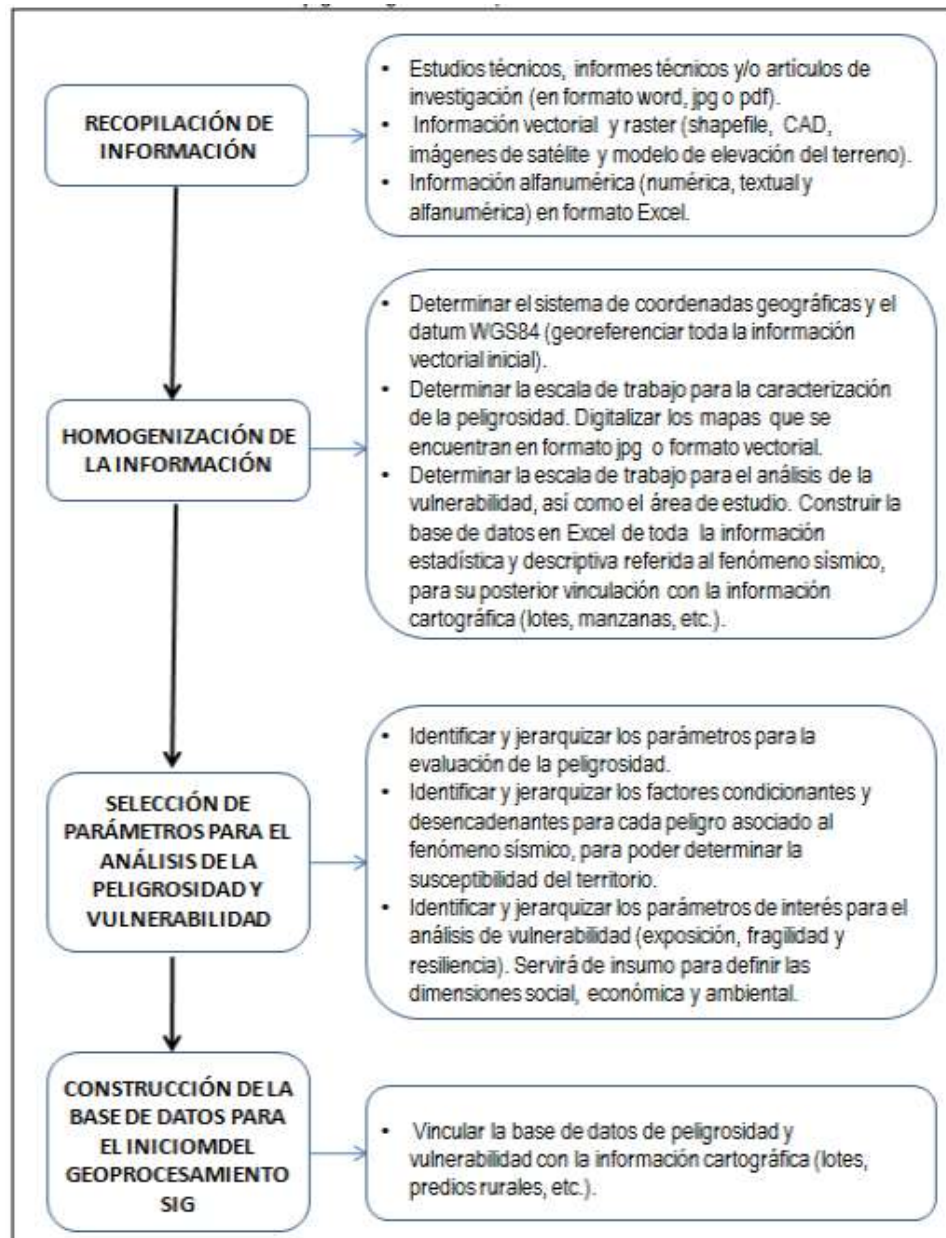 RECOPILACIÓN DE
INFORMACIÓN
• Estudios técnicos, informes técnicos y/o artículos de
investigación (en formato word, jpg o pdf).
• Información vectorial y raster (shapefile, CAD,
imágenes de satélite y modelo de elevación del terreno).
• Información alfanumérica (numérica, textual y
alfanumérica) en formato Excel.
HOMOGENIZACIÓN DE
LA INFORMACIÓN
• Determinar el sistema de coordenadas geográficas y el
datum WGS84 (georeferenciar toda la información
vectorial inicial).
• Determinar la escala de trabajo para la caracterización
de la peligrosidad. Digitalizar los mapas que se
encuentran en formato jpg o formato vectorial.
• Determinar la escala de trabajo para el análisis de la
vulnerabilidad, así como el área de estudio. Construir la
base de datos en Excel de toda la información
estadística y descriptiva referida al fenómeno sísmico,
para su posterior vinculación con la información
cartográfica (lotes, manzanas, etc.).
SELECCIÓN DE
PARÁMETROS PARA EL
ANÁLISIS DE LA
PELIGROSIDAD Y
VULNERABILIDAD
• Identificar y jerarquizar los parámetros para la
evaluación de la peligrosidad.
• Identificar y jerarquizar los factores condicionantes y
desencadenantes para cada peligro asociado al
fenómeno sísmico, para poder determinar la
susceptibilidad del territorio.
• Identificar y jerarquizar los parámetros de interés para el
análisis de vulnerabilidad (exposición, fragilidad y
resiliencia). Servirá de insumo para definir las
dimensiones social, económica y ambiental.
CONSTRUCCIÓN DE LA
BASE DE DATOS PARA
EL INICIOMDEL
GEOPROCESAMIENTO
SIG
• Vincular la base de datos de peligrosidad y
vulnerabilidad con la información cartográfica (lotes,
predios rurales, etc.).